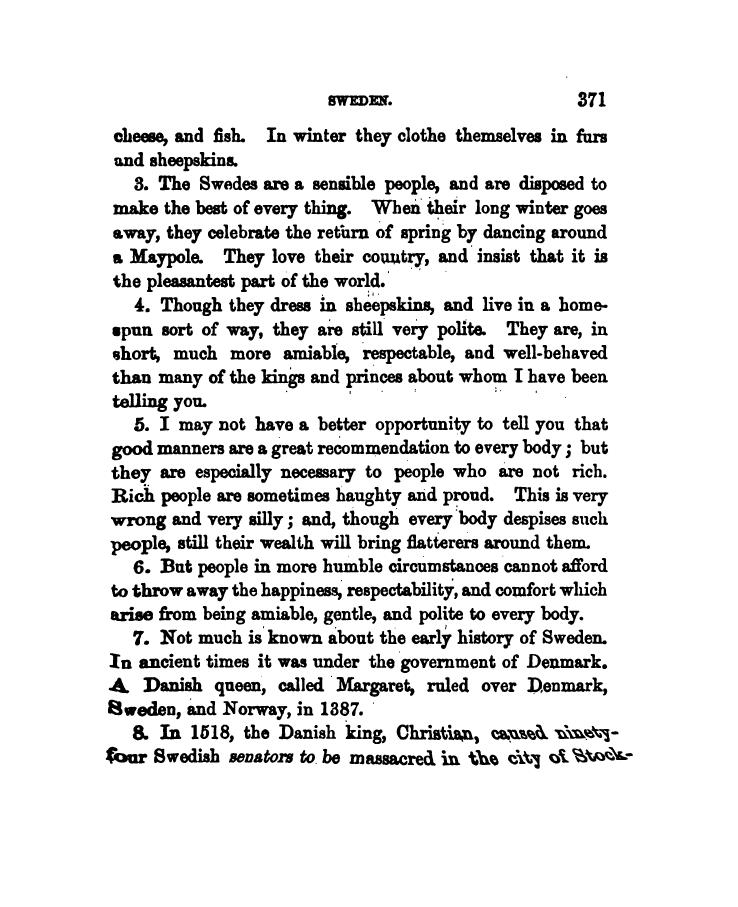 SWEDEN. 371
cheese, and fish. In winter they clothe themselves in furs
and sheepskins.
3. The Swedes are a sensible people, and are disposed to
make the best of every thing. When their long winter goes
away, they celebrate the return of spring by dancing around
a Maypole. They love their country, and insist that it is
the pleasantest part of the world.
4. Though they dress in sheepskins, and live in a home-
spun sort of way, they are still very polite. They are, in
short, much more amiable, respectable, and well-behaved
than many of the kings and princes about whom I have been
telling you.
5. I may not have a better opportunity to tell you that
good manners are a great recommendation to every body; but
they are especially necessary to people who are not rich.
Rich people are sometimes haughty and proud. This is very
wrong and very silly; and, though every body despises such
people, still their wealth will bring flatterers around them.
6. But people in more humble circumstances cannot afford
to throw away the happiness, respectability, and comfort which
arise from being amiable, gentle, and polite to every body.
7. Not much is known about the early history of Sweden.
In ancient times it was under the government of Denmark.
A Danish queen, called Margaret, ruled over Denmark,
Sweden, and Norway, in 1387.
8. In 1518, the Danish king, Christian, caused ninety-
four Swedish senators to be massacred in the city of Stock-